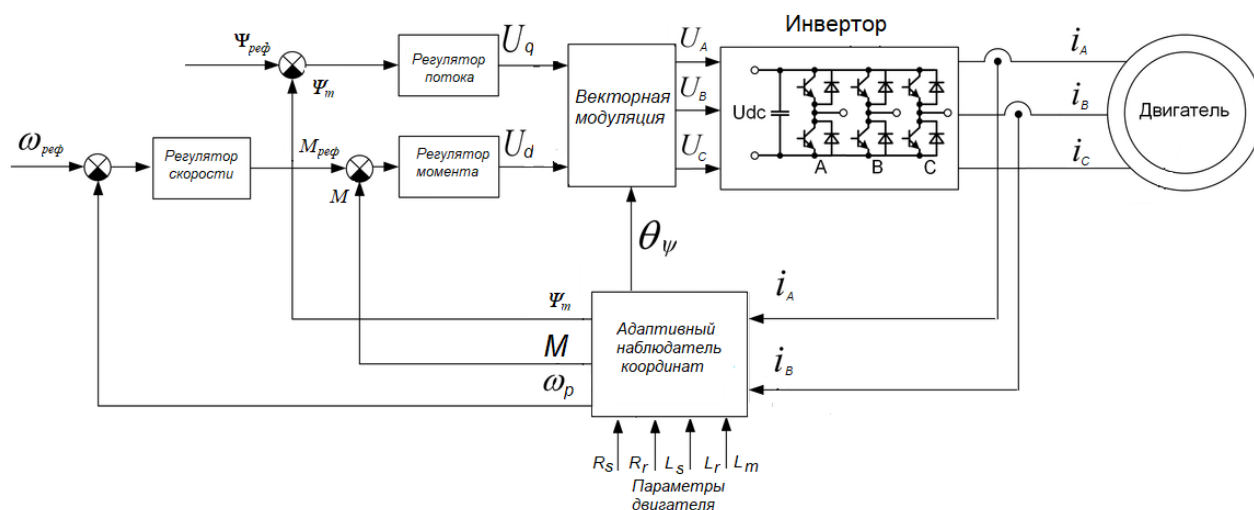 Инвертор
Ψреф
Ψm
Регулятор
потока
Uq
Векторная
модуляция
UA
UB
UC
Udc
A
B
C
iA
iB
iC
Двигатель
ωреф
Регулятор
скорости
Mреф
M
Регулятор
момента
Ud
θψ
Ψm
M
ωp
Адаптивный
наблюдатель
координат
iA
iB
Rs Rr Ls Lr Lm
Параметры
двигателя